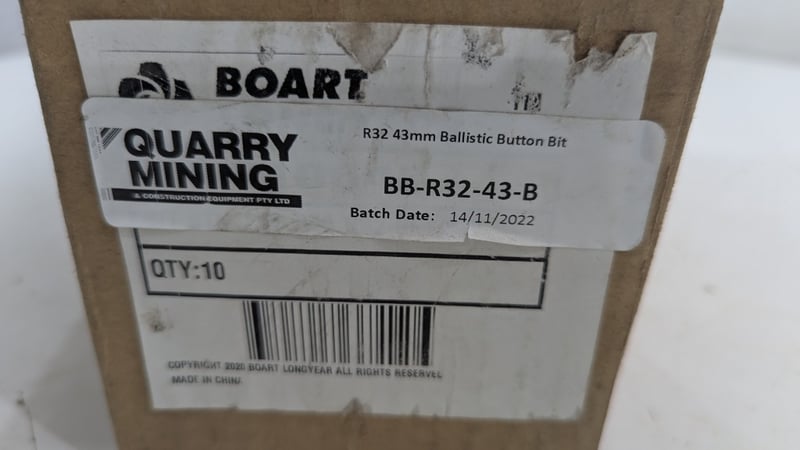 BOART
QUARRY
MINING
& CONSTRUCTION EQUIPMENT PTY LTD
R32 43mm Ballistic Button Bit
BB-R32-43-B
Batch Date: 14/11/2022
QTY:10
COPYRIGHT 2020 BOART LONGYEAR ALL RIGHTS RESERVED
MADE IN CHINA